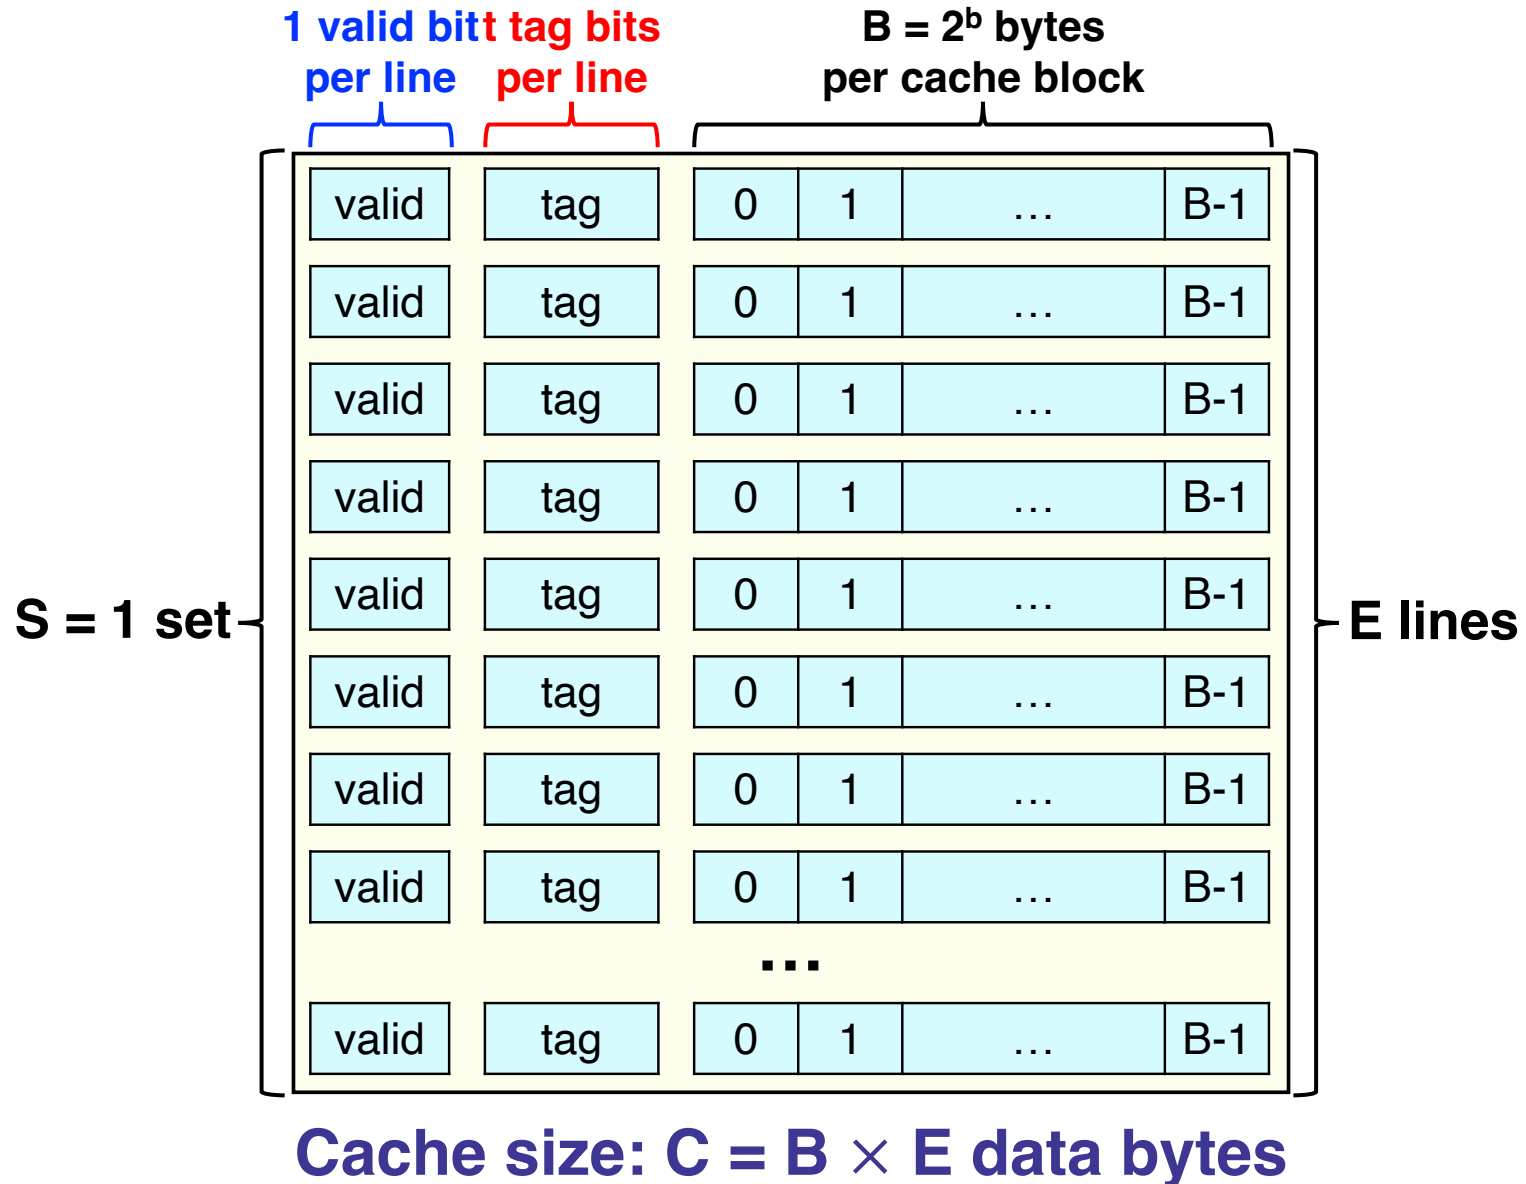 1 valid bit t tag bits B = 2ᵇ bytes
per line per line per cache block
valid tag 0 1 … B-1
valid tag 0 1 … B-1
valid tag 0 1 … B-1
valid tag 0 1 … B-1
valid tag 0 1 … B-1
S = 1 set E lines
valid tag 0 1 … B-1
valid tag 0 1 … B-1
valid tag 0 1 … B-1
…
valid tag 0 1 … B-1
Cache size: C = B × E data bytes